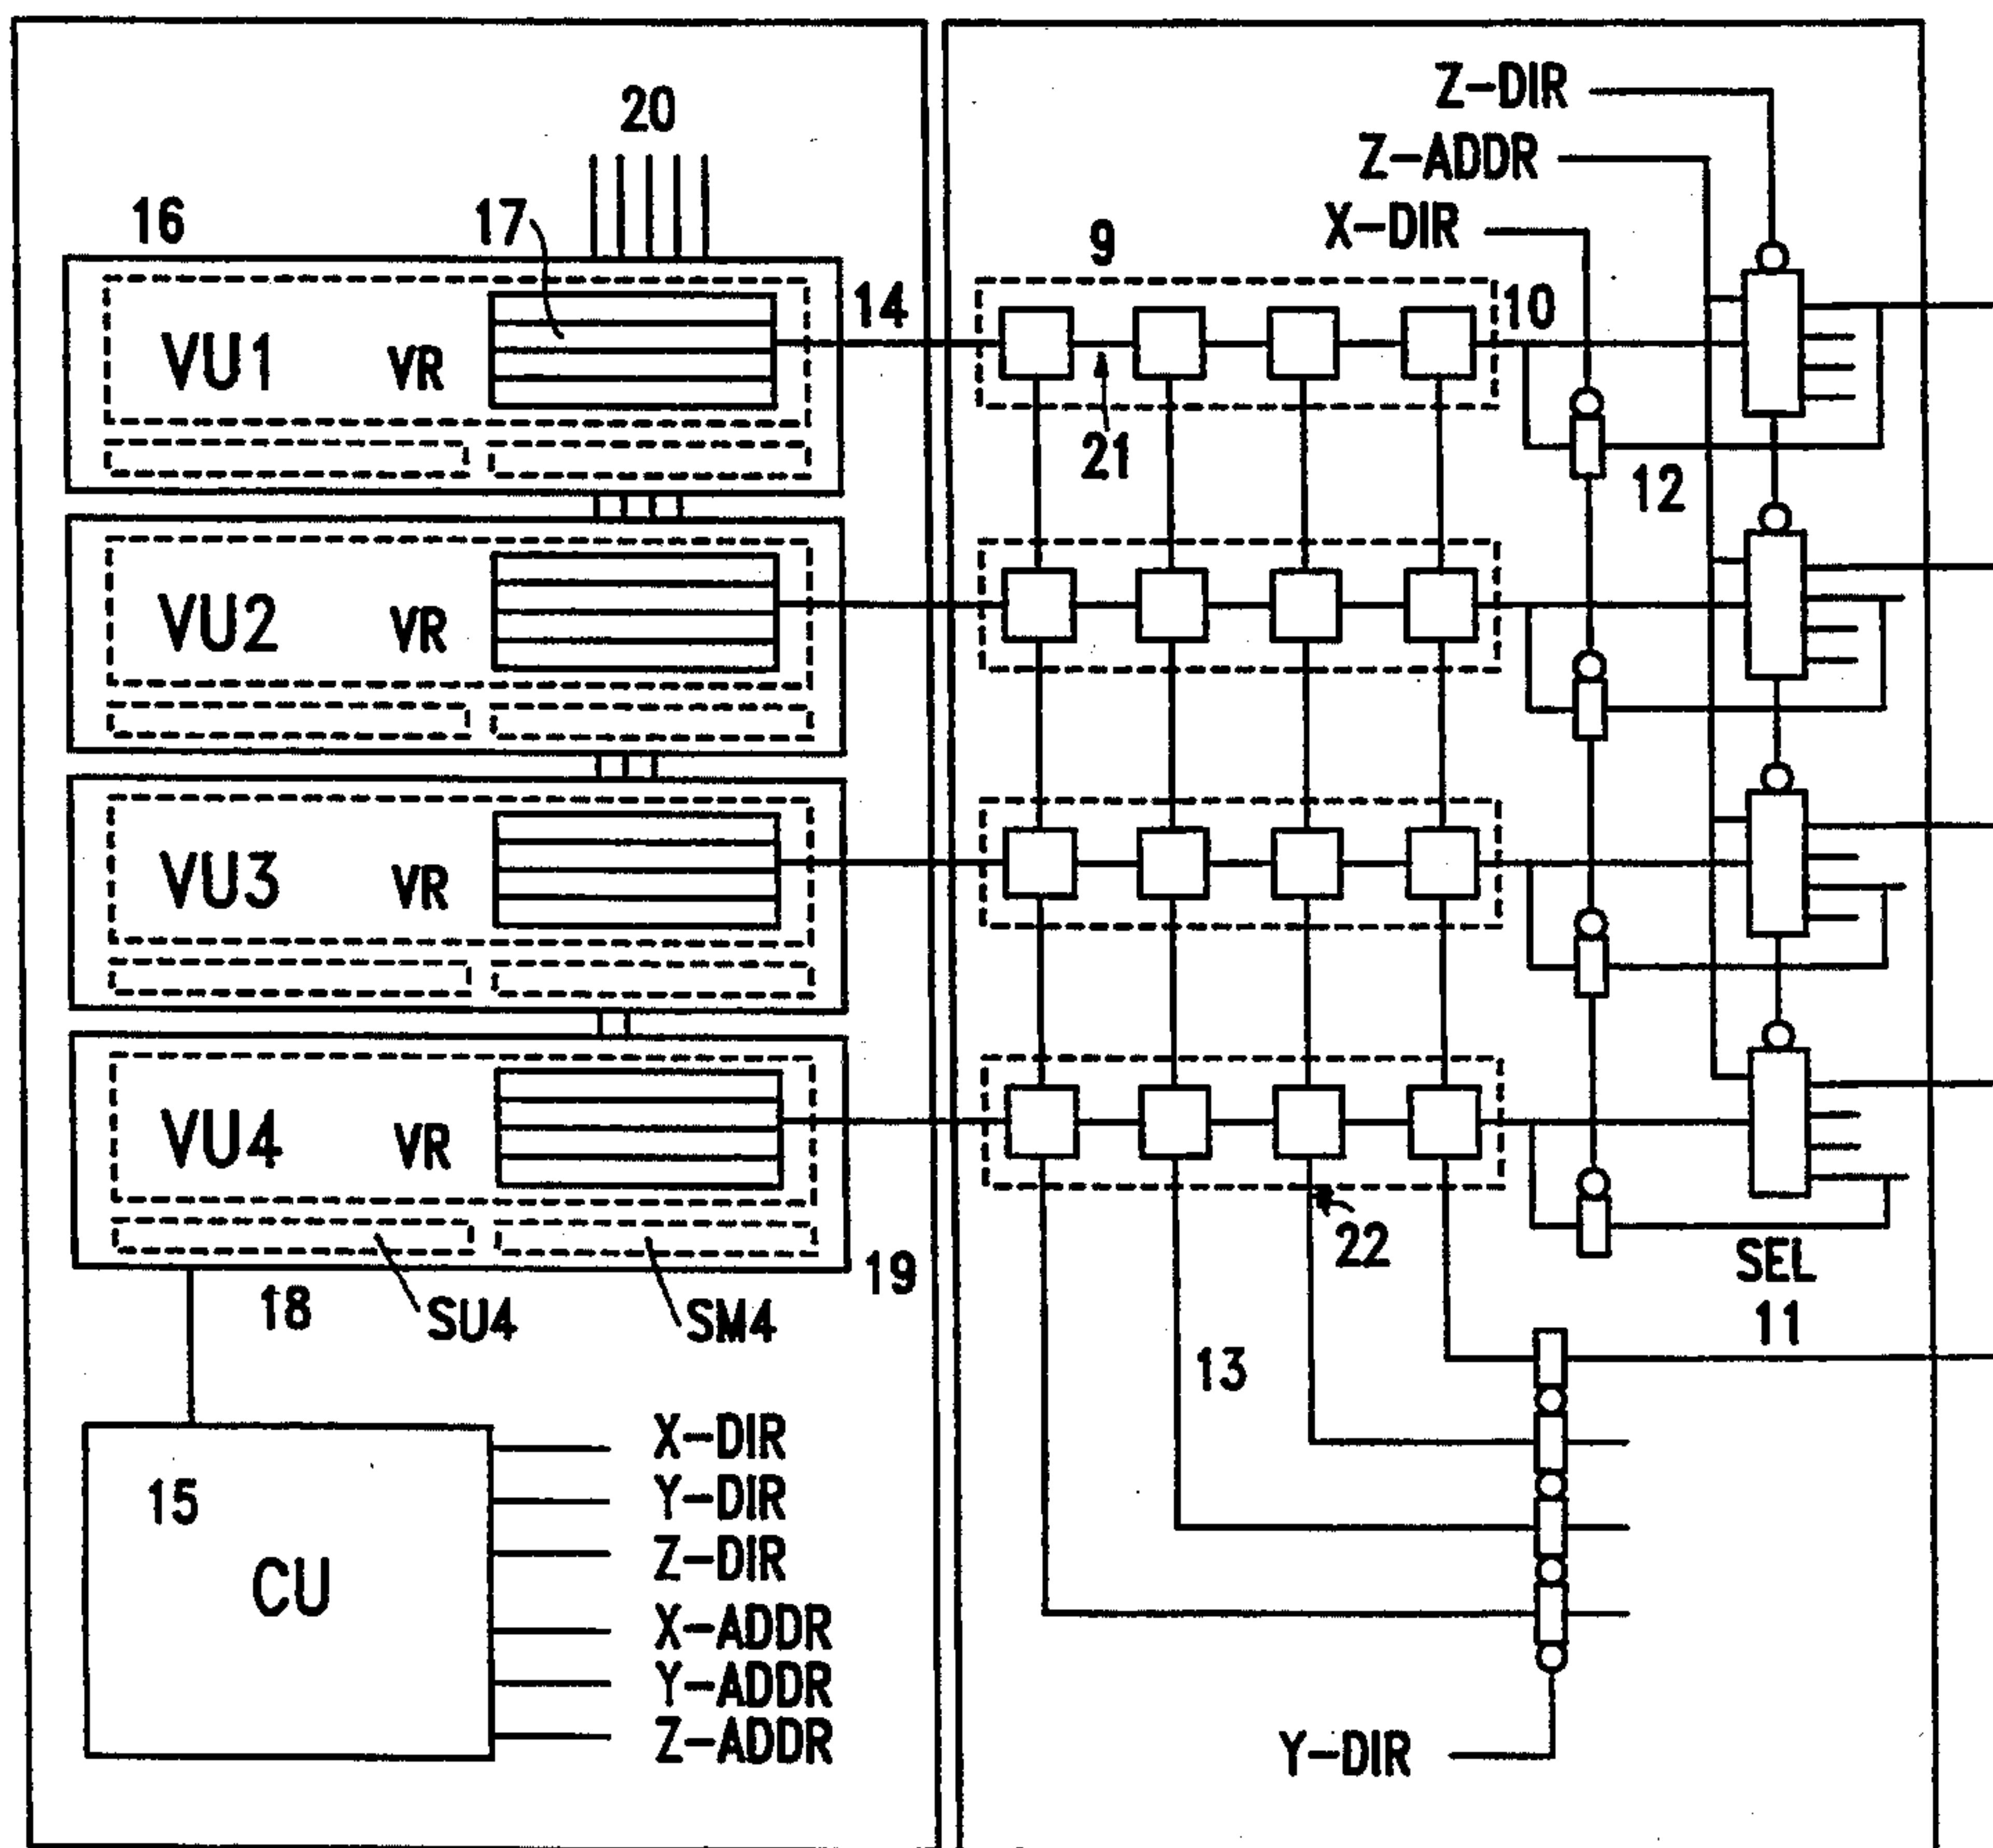 Z-DIR
Z-ADDR
X-DIR
20
16
17
9
14
10
VU1
VR
21
12
VU2
VR
VU3
VR
VU4
VR
22
19
SEL
11
18
SU4
SM4
13
15
CU
X-DIR
Y-DIR
Z-DIR
X-ADDR
Y-ADDR
Z-ADDR
Y-DIR